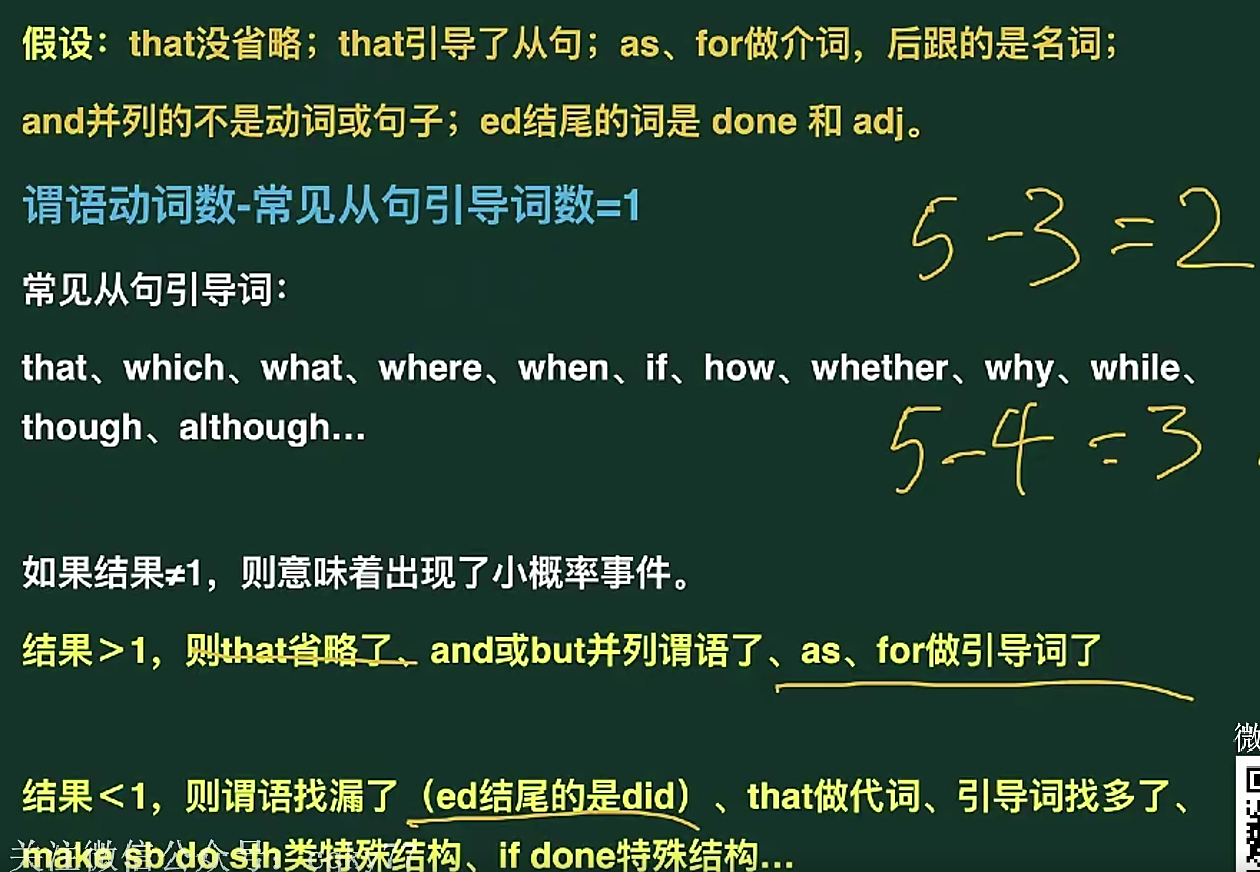 假设：that没省略；that引导了从句；as、for做介词，后跟的是名词；
and并列的不是动词或句子；ed结尾的词是 done 和 adj。
谓语动词数-常见从句引导词数=1
5-3=2
常见从句引导词：
that、which、what、where、when、if、how、whether、why、while、
though、although...
5-4=3
如果结果≠1，则意味着出现了小概率事件。
结果＞1，则that省略了、and或but并列谓语了、as、for做引导词了
微
结果＜1，则谓语找漏了（ed结尾的是did）、that做代词、引导词找多了、
make sb do sth类特殊结构、if done特殊结构...
关注微信公众号：